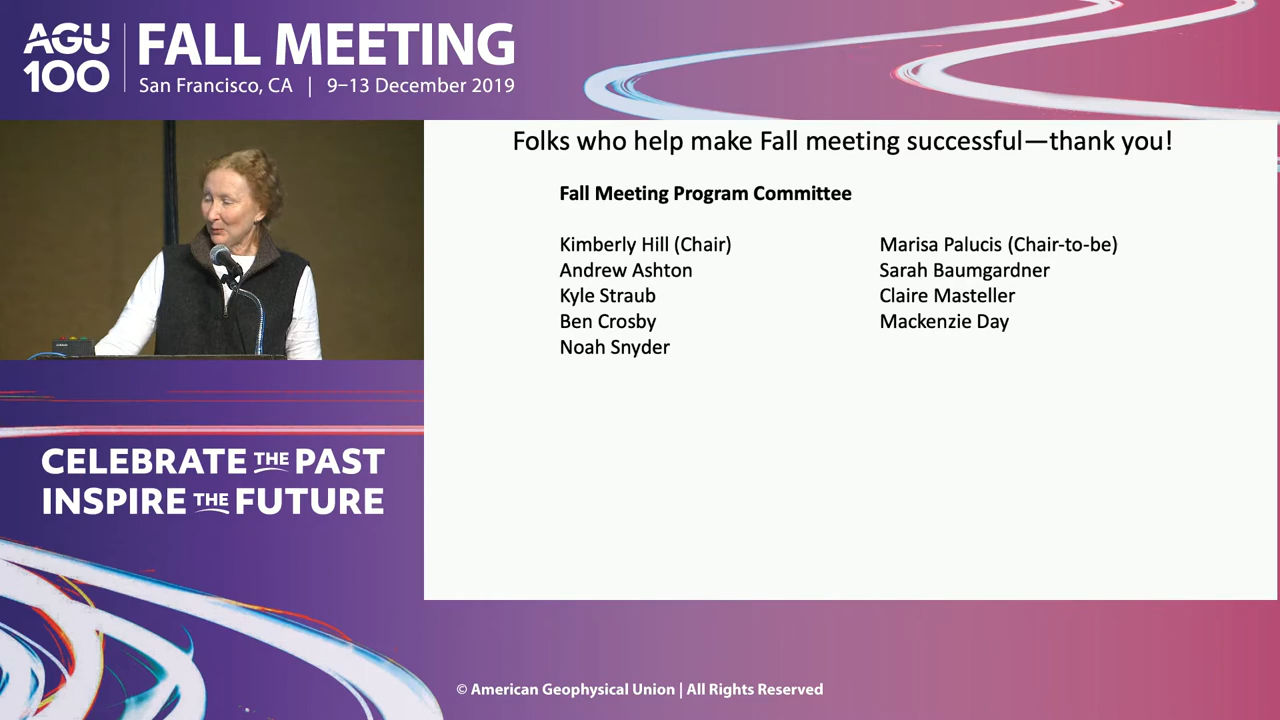 AGU
100
FALL MEETING
San Francisco, CA | 9–13 December 2019
Folks who help make Fall meeting successful—thank you!
Fall Meeting Program Committee
Kimberly Hill (Chair)
Andrew Ashton
Kyle Straub
Ben Crosby
Noah Snyder
Marisa Palucis (Chair-to-be)
Sarah Baumgardner
Claire Masteller
Mackenzie Day
CELEBRATE THE PAST
INSPIRE THE FUTURE
© American Geophysical Union | All Rights Reserved